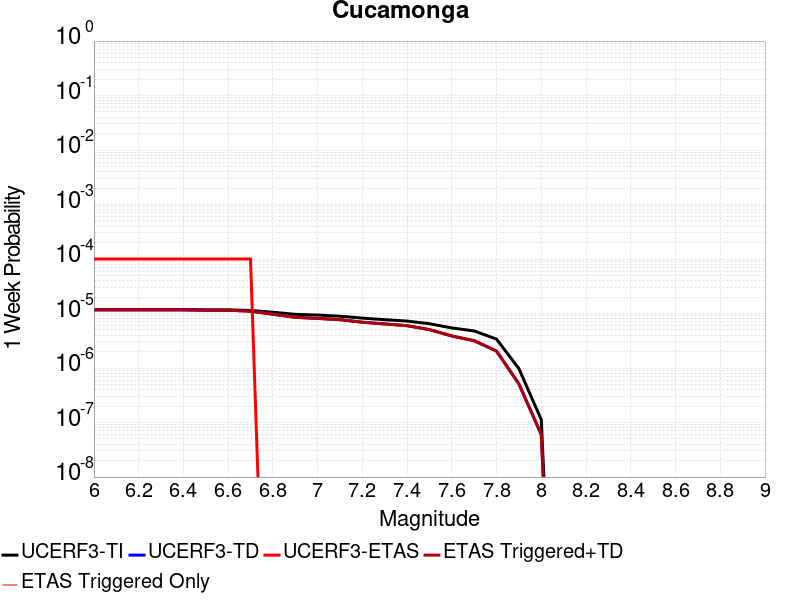 Cucamonga
1 Week Probability
10^0
10^-1
10^-2
10^-3
10^-4
10^-5
10^-6
10^-7
10^-8
6 6.2 6.4 6.6 6.8 7 7.2 7.4 7.6 7.8 8 8.2 8.4 8.6 8.8 9
Magnitude
UCERF3-TI UCERF3-TD UCERF3-ETAS ETAS Triggered+TD
ETAS Triggered Only